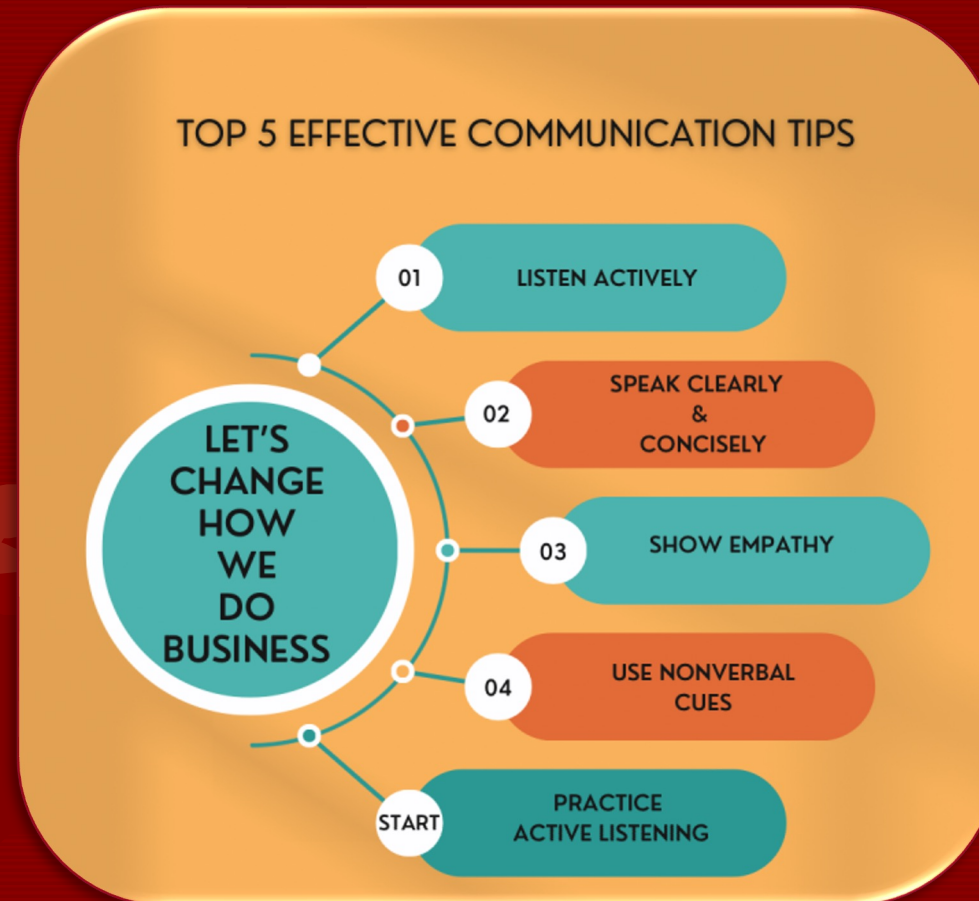 TOP 5 EFFECTIVE COMMUNICATION TIPS
01
LISTEN ACTIVELY
02
SPEAK CLEARLY
&
CONCISELY
LET'S
CHANGE
HOW
WE
DO
BUSINESS
03
SHOW EMPATHY
04
USE NONVERBAL
CUES
START
PRACTICE
ACTIVE LISTENING